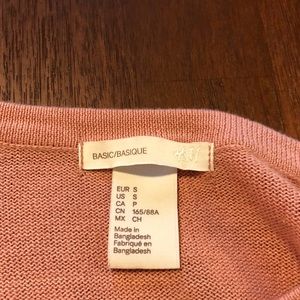 BASIC/BASIQUE
H&M
EUR S
US S
CA P
CN 165/88A
MX CH
Made in
Bangladesh
Fabriqué en
Bangladesh